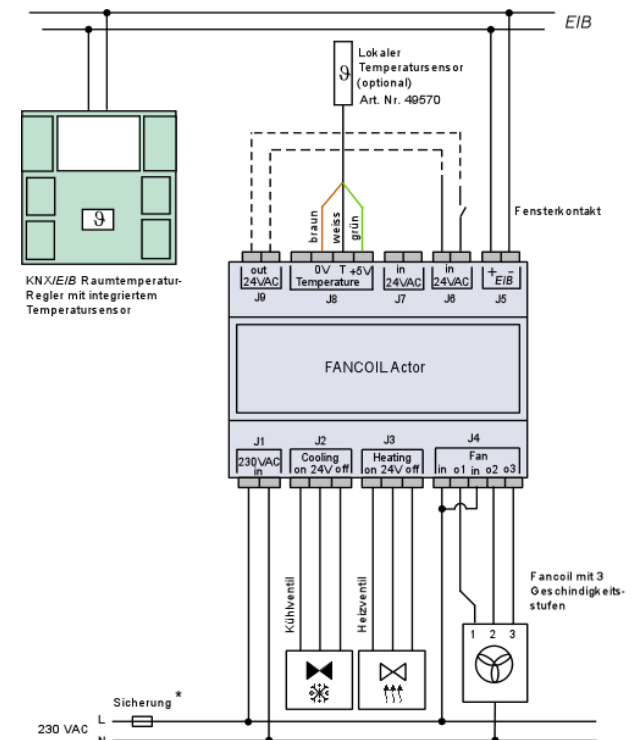 EIB
Lokaler
Temperatursensor
(optional)
Art. Nr. 49570
ϑ
ϑ
braun
weiss
grün
Fensterkontakt
KNX/EIB Raumtemperatur-
Regler mit integriertem
Temperatursensor
out
24VAC
J9
0V T +5V
Temperature
J8
in
24VAC
J7
in
24VAC
J6
+ -
EIB
J5
FANCOIL Actor
J1
230VAC
in
J2
Cooling
on 24V off
J3
Heating
on 24V off
J4
Fan
in o1 in o2 o3
Kühlventil
Heizventil
Fancoil mit 3
Geschindigkeits-
stufen
1 2 3
Sicherung *
230 VAC
L
N